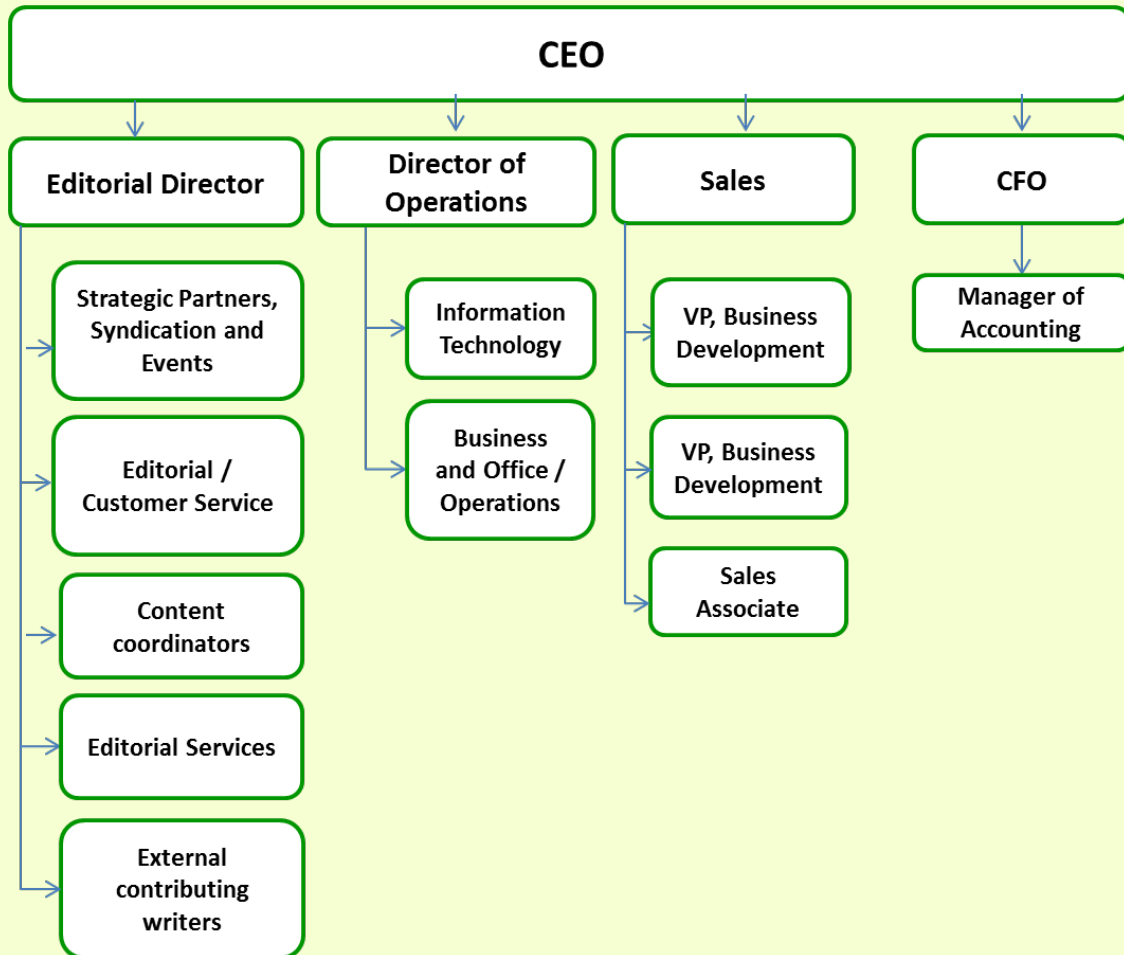 CEO
Editorial Director
Director of
Operations
Sales
CFO
Strategic Partners,
Syndication and
Events
Editorial /
Customer Service
Content
coordinators
Editorial Services
External
contributing
writers
Information
Technology
Business
and Office /
Operations
VP, Business
Development
VP, Business
Development
Sales
Associate
Manager of
Accounting